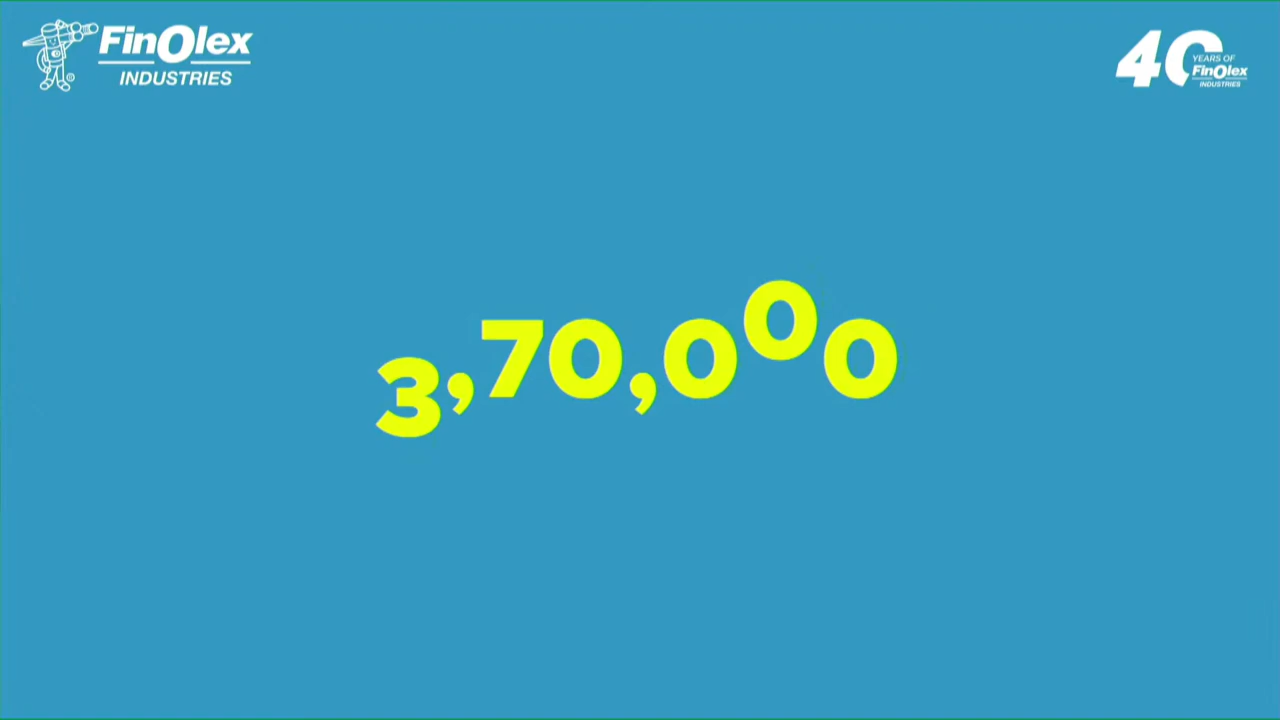 FinOlex
INDUSTRIES
40
YEARS OF
FinOlex
INDUSTRIES
3,70,000